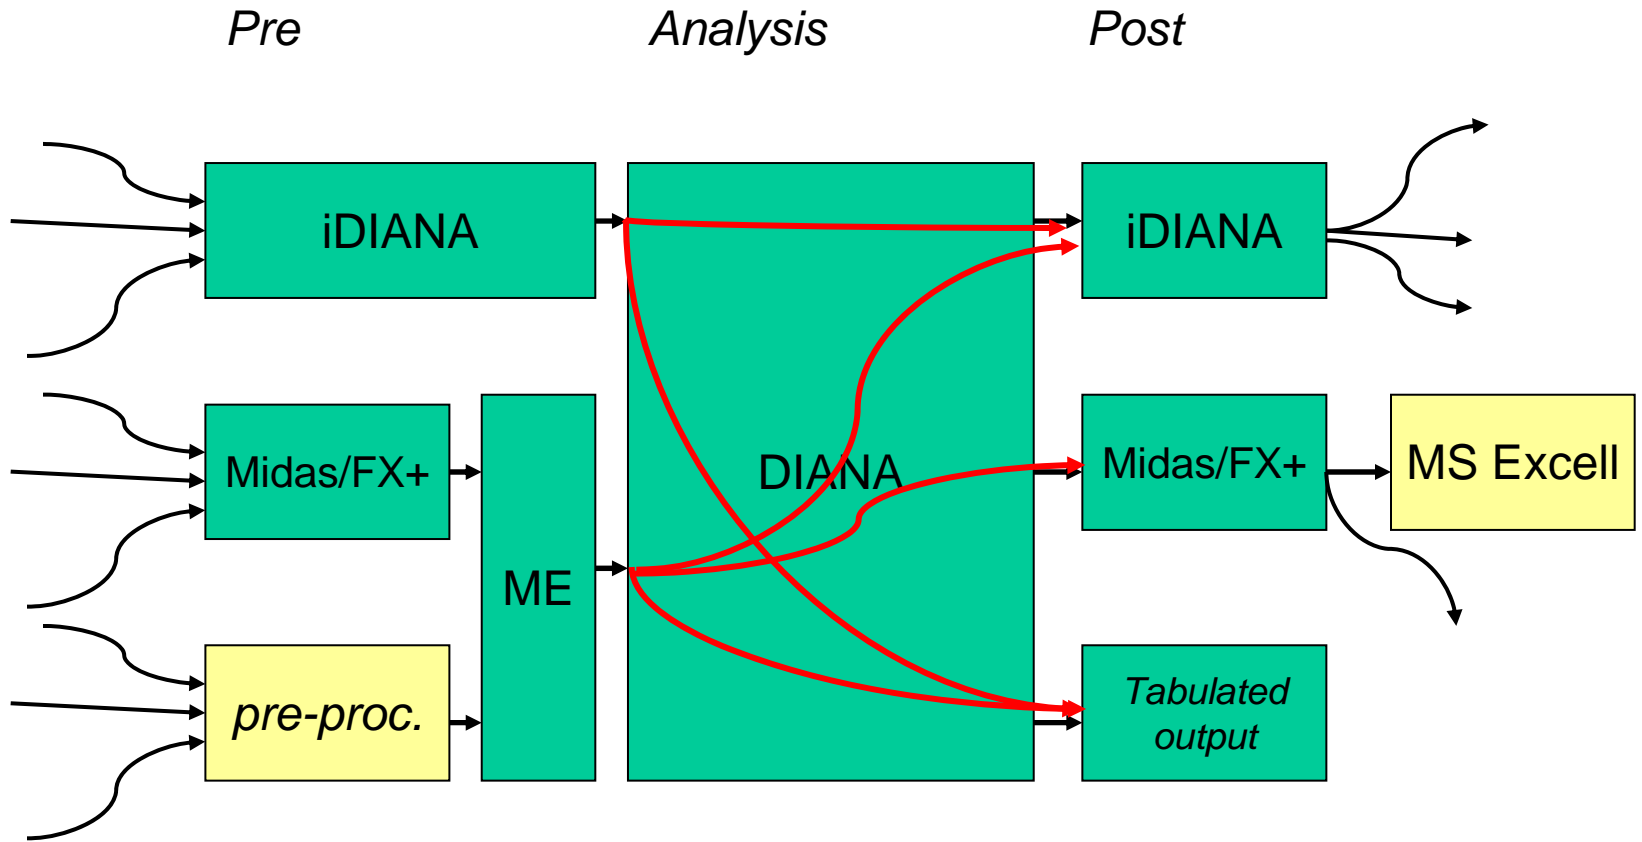 Pre
Analysis
Post
iDIANA
iDIANA
Midas/FX+
ME
DIANA
Midas/FX+
MS Excell
pre-proc.
Tabulated
output